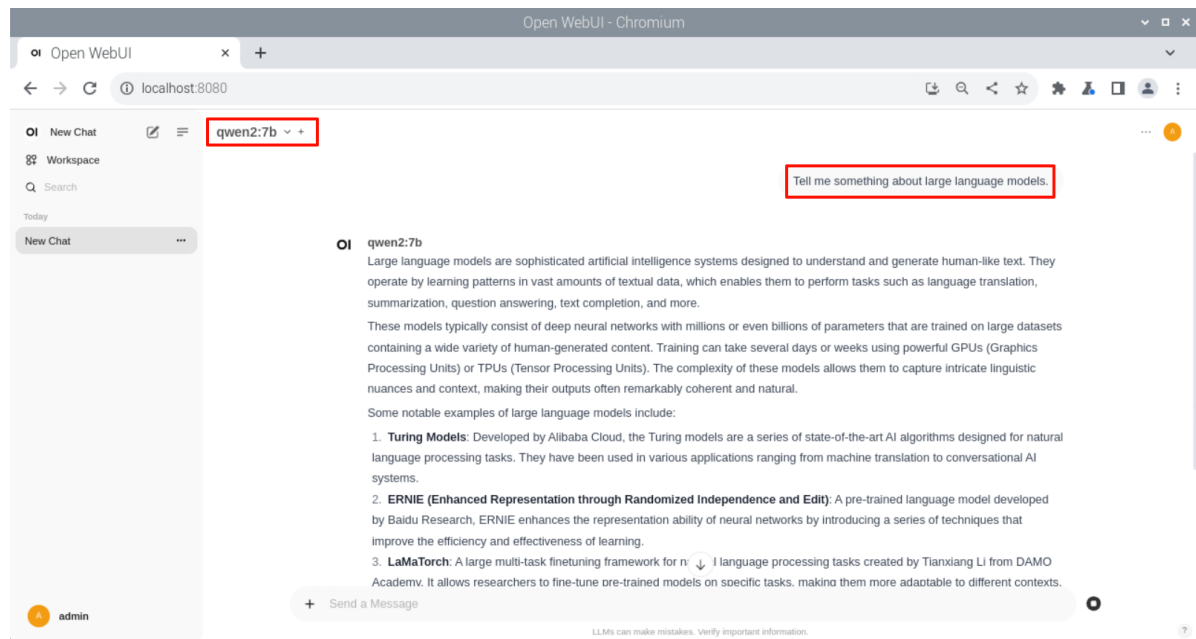 Open WebUI - Chromium
OI Open WebUI
localhost:8080
OI New Chat
qwen2:7b
A
Workspace
Search
Today
New Chat
Tell me something about large language models.
OI qwen2:7b
Large language models are sophisticated artificial intelligence systems designed to understand and generate human-like text. They
operate by learning patterns in vast amounts of textual data, which enables them to perform tasks such as language translation,
summarization, question answering, text completion, and more.
These models typically consist of deep neural networks with millions or even billions of parameters that are trained on large datasets
containing a wide variety of human-generated content. Training can take several days or weeks using powerful GPUs (Graphics
Processing Units) or TPUs (Tensor Processing Units). The complexity of these models allows them to capture intricate linguistic
nuances and context, making their outputs often remarkably coherent and natural.
Some notable examples of large language models include:
1. Turing Models: Developed by Alibaba Cloud, the Turing models are a series of state-of-the-art AI algorithms designed for natural
language processing tasks. They have been used in various applications ranging from machine translation to conversational AI
systems.
2. ERNIE (Enhanced Representation through Randomized Independence and Edit): A pre-trained language model developed
by Baidu Research, ERNIE enhances the representation ability of neural networks by introducing a series of techniques that
improve the efficiency and effectiveness of learning.
3. LaMaTorch: A large multi-task finetuning framework for language processing tasks created by Tianxiang Li from DAMO
Academy. It allows researchers to fine-tune pre-trained models on specific tasks, making them more adaptable to different contexts.
Send a Message
A admin
LLMs can make mistakes. Verify important information.
?